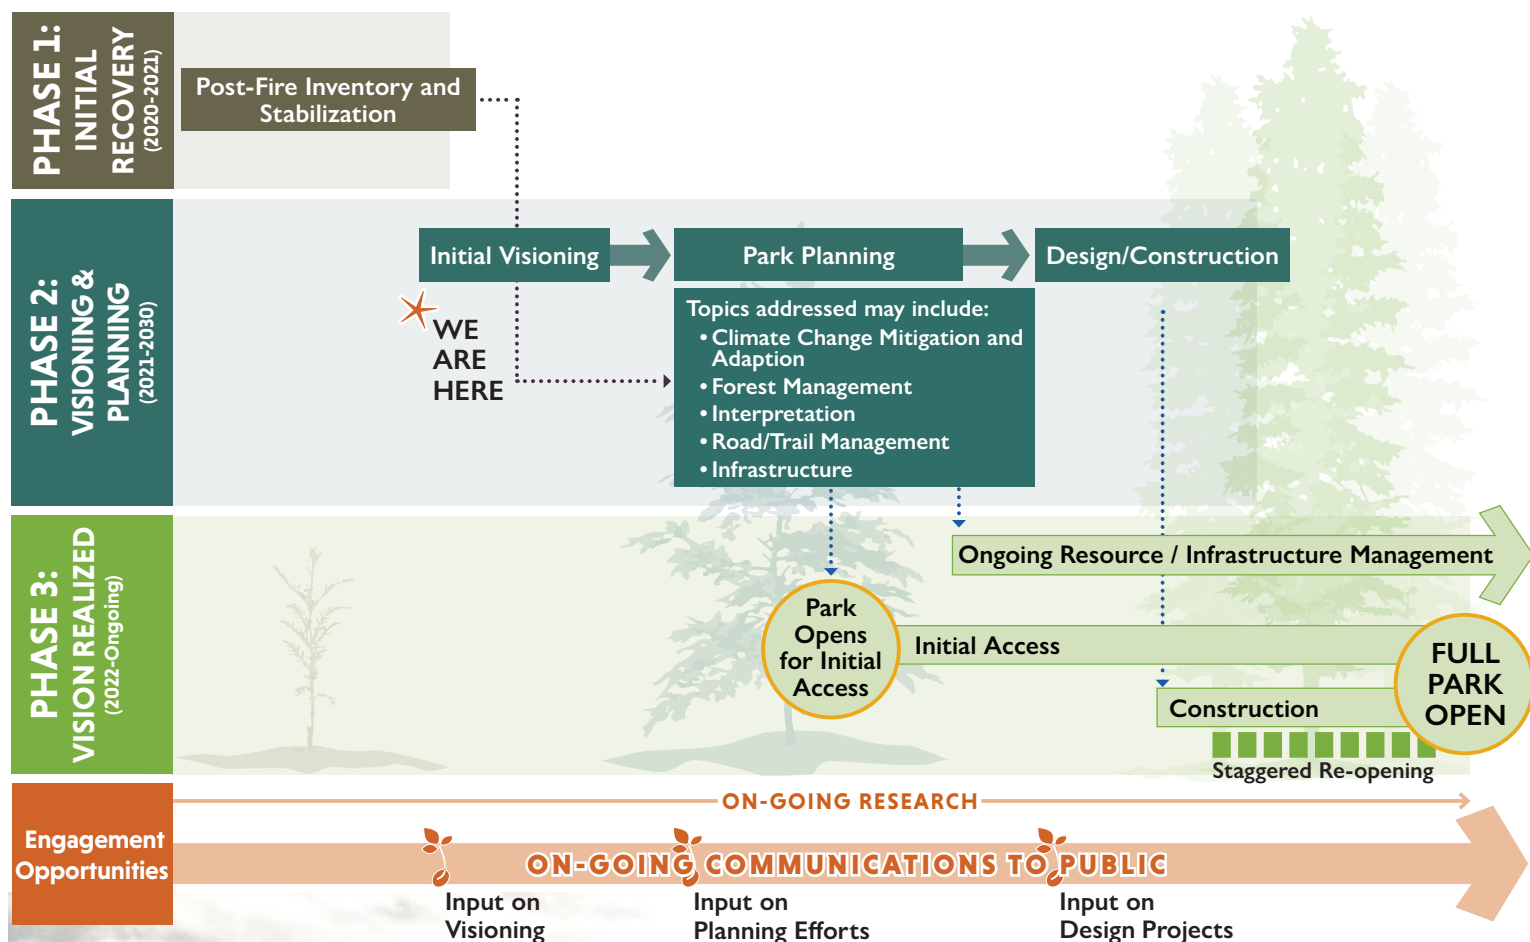 PHASE 1:
INITIAL
RECOVERY
(2020-2021)
Post-Fire Inventory and
Stabilization
PHASE 2:
VISIONING &
PLANNING
(2021-2030)
Initial Visioning
Park Planning
Design/Construction
WE
ARE
HERE
Topics addressed may include:
• Climate Change Mitigation and
Adaption
• Forest Management
• Interpretation
• Road/Trail Management
• Infrastructure
PHASE 3:
VISION REALIZED
(2022-Ongoing)
Ongoing Resource / Infrastructure Management
Park
Opens
for Initial
Access
Initial Access
Construction
FULL
PARK
OPEN
Staggered Re-opening
Engagement
Opportunities
ON-GOING RESEARCH
ON-GOING COMMUNICATIONS TO PUBLIC
Input on
Visioning
Input on
Planning Efforts
Input on
Design Projects